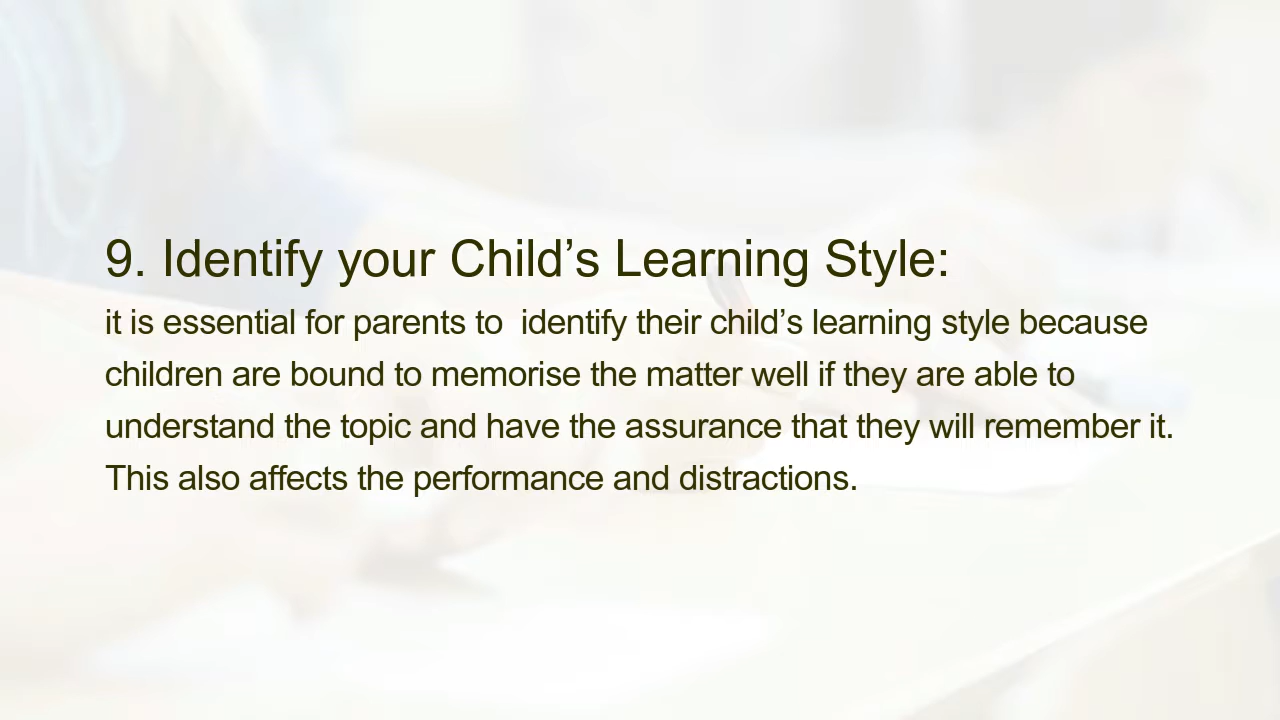 9. Identify your Child’s Learning Style:
it is essential for parents to  identify their child’s learning style because
children are bound to memorise the matter well if they are able to
understand the topic and have the assurance that they will remember it.
This also affects the performance and distractions.